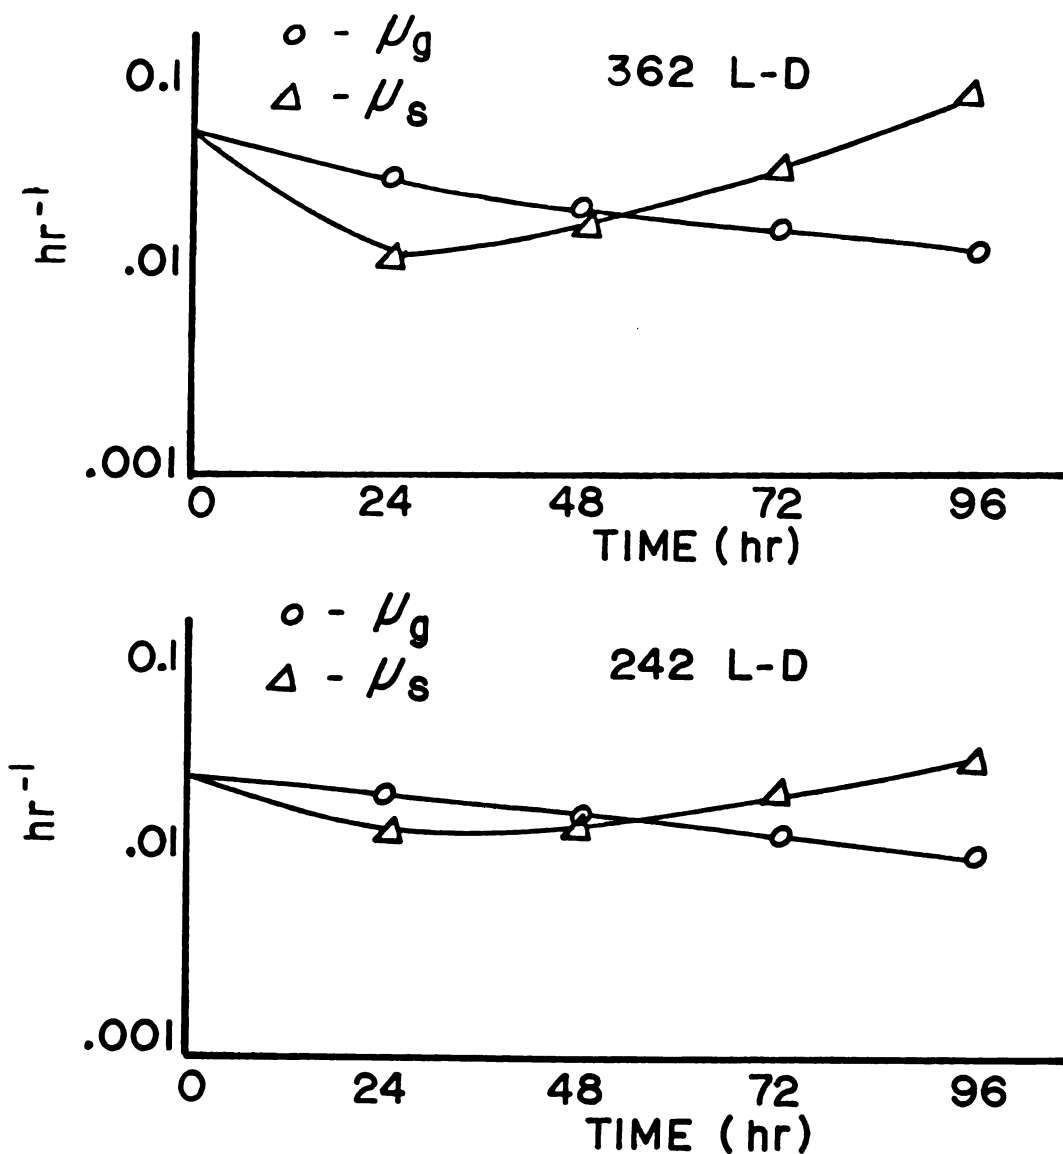 o - μg
362 L-D
Δ - μs
0.1
hr⁻¹
.01
.001
0 24 48 72 96
TIME (hr)
o - μg
242 L-D
Δ - μs
0.1
hr⁻¹
.01
.001
0 24 48 72 96
TIME (hr)